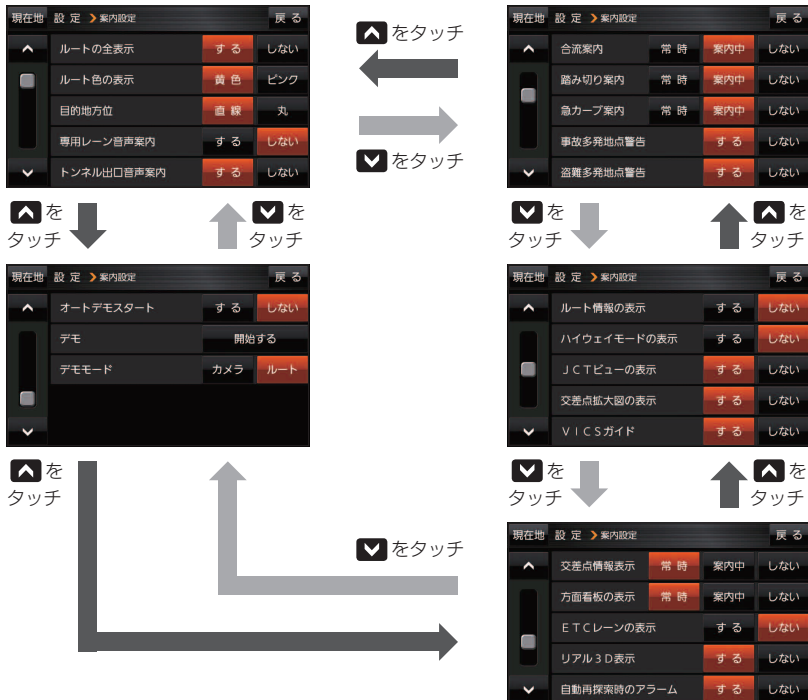 現在地 設 定 案内設定 戻 る
ルートの全表示 す る しない
ルート色の表示 黄 色 ピンク
目的地方位 直 線 丸
専用レーン音声案内 す る しない
トンネル出口音声案内 す る しない
をタッチ
をタッチ
現在地 設 定 案内設定 戻 る
合流案内 常 時 案内中 しない
踏み切り案内 常 時 案内中 しない
急カーブ案内 常 時 案内中 しない
事故多発地点警告 す る しない
盗難多発地点警告 す る しない
を
タッチ
を
タッチ
を
タッチ
を
タッチ
現在地 設 定 案内設定 戻 る
オートデモスタート す る しない
デモ 開始する
デモモード カメラ ルート
現在地 設 定 案内設定 戻 る
ルート情報の表示 す る しない
ハイウェイモードの表示 す る しない
ＪＣＴビューの表示 す る しない
交差点拡大図の表示 す る しない
ＶＩＣＳガイド す る しない
を
タッチ
をタッチ
を
タッチ
を
タッチ
現在地 設 定 案内設定 戻 る
交差点情報表示 常 時 案内中 しない
方面看板の表示 常 時 案内中 しない
ＥＴＣレーンの表示 す る しない
リアル３Ｄ表示 す る しない
自動再探索時のアラーム す る しない